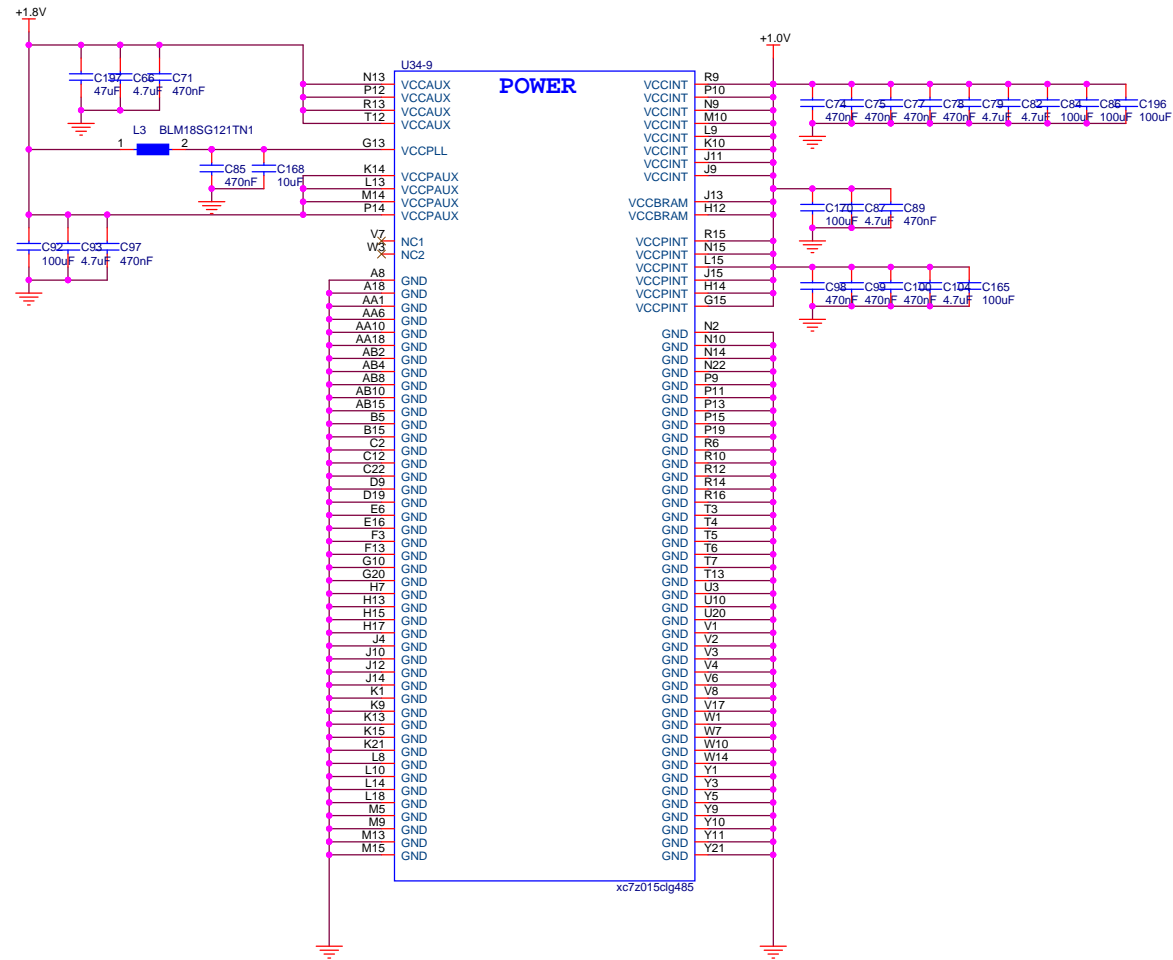 +1.8V
+1.0V
U34-9
POWER
C197 47uF
C66 4.7uF
C71 470nF
L3 BLM18SG121TN1
1 2
C85 470nF
C168 10uF
C92 100uF
C93 4.7uF
C97 470nF
N13 VCCAUX
P12 VCCAUX
R13 VCCAUX
T12 VCCAUX
G13 VCCPLL
K14 VCCPAUX
L13 VCCPAUX
M14 VCCPAUX
P14 VCCPAUX
V7 NC1
W3 NC2
A8 GND
A18 GND
AA1 GND
AA6 GND
AA10 GND
AA18 GND
AB2 GND
AB4 GND
AB8 GND
AB10 GND
AB15 GND
B5 GND
B15 GND
C2 GND
C12 GND
C22 GND
D9 GND
D19 GND
E6 GND
E16 GND
F3 GND
F13 GND
G10 GND
G20 GND
H7 GND
H13 GND
H15 GND
H17 GND
J4 GND
J10 GND
J12 GND
J14 GND
K1 GND
K9 GND
K13 GND
K15 GND
K21 GND
L8 GND
L10 GND
L14 GND
L18 GND
M5 GND
M9 GND
M13 GND
M15 GND
VCCINT R9
VCCINT P10
VCCINT N9
VCCINT M10
VCCINT L9
VCCINT K10
VCCINT J11
VCCINT J9
VCCBRAM J13
VCCBRAM H12
VCCPINT R15
VCCPINT N15
VCCPINT L15
VCCPINT J15
VCCPINT H14
VCCPINT G15
GND N2
GND N10
GND N14
GND N22
GND P9
GND P11
GND P13
GND P15
GND P19
GND R6
GND R10
GND R12
GND R14
GND R16
GND T3
GND T4
GND T5
GND T6
GND T7
GND T13
GND U3
GND U10
GND U20
GND V1
GND V2
GND V3
GND V4
GND V6
GND V8
GND V17
GND W1
GND W7
GND W10
GND W14
GND Y1
GND Y3
GND Y5
GND Y9
GND Y10
GND Y11
GND Y21
C74 470nF
C75 470nF
C77 470nF
C78 470nF
C79 4.7uF
C82 4.7uF
C84 100uF
C86 100uF
C196 100uF
C170 100uF
C87 4.7uF
C89 470nF
C98 470nF
C99 470nF
C100 470nF
C104 4.7uF
C165 100uF
xc7z015clg485